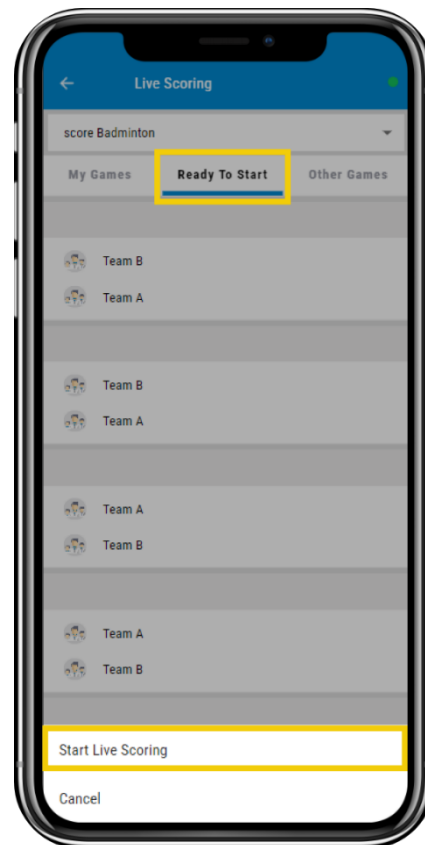 Live Scoring
score Badminton
My Games Ready To Start Other Games
Team B
Team A
Team B
Team A
Team A
Team B
Team A
Team B
Start Live Scoring
Cancel